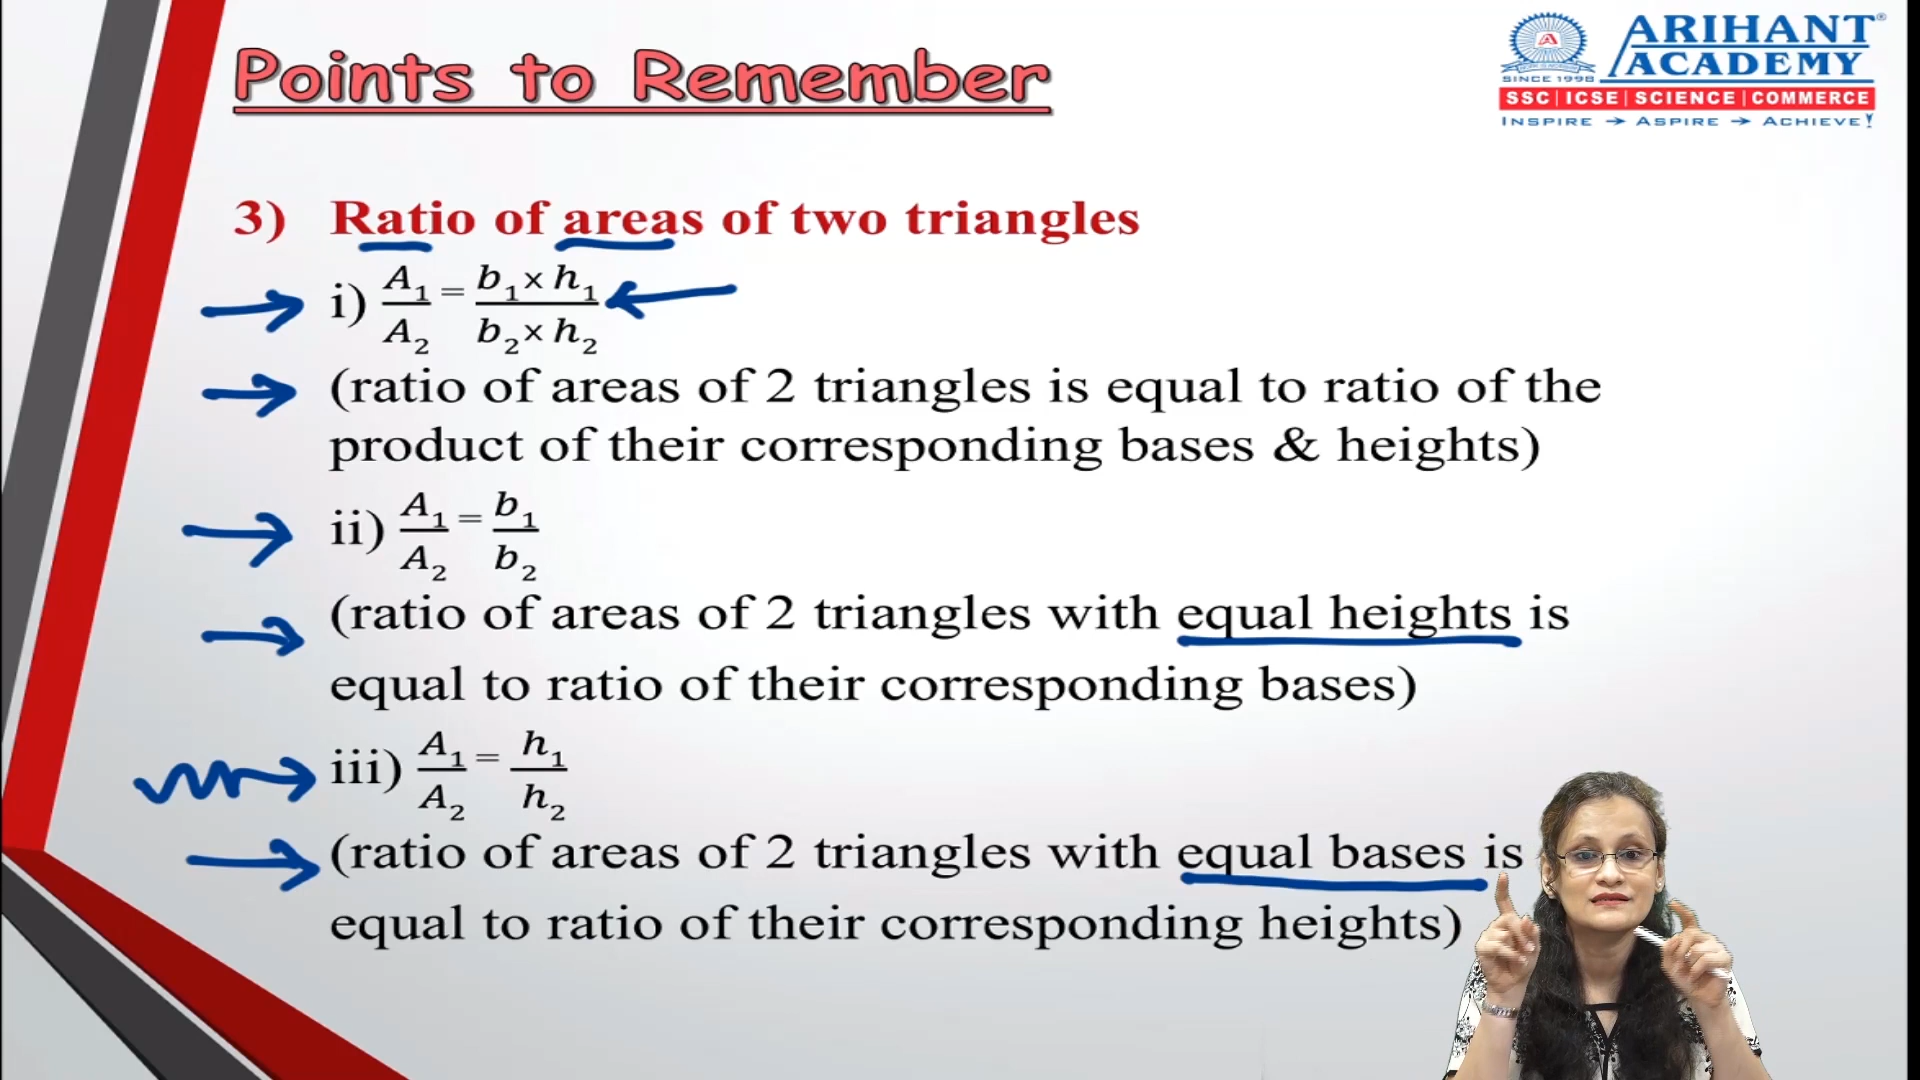 Points to Remember
ARIHANT®
ACADEMY
SINCE 1998
SSC | ICSE | SCIENCE | COMMERCE
INSPIRE → ASPIRE → ACHIEVE!
3) Ratio of areas of two triangles
i) A₁/A₂ = b₁ × h₁ / b₂ × h₂
(ratio of areas of 2 triangles is equal to ratio of the
product of their corresponding bases & heights)
ii) A₁/A₂ = b₁/b₂
(ratio of areas of 2 triangles with equal heights is
equal to ratio of their corresponding bases)
iii) A₁/A₂ = h₁/h₂
(ratio of areas of 2 triangles with equal bases is
equal to ratio of their corresponding heights)